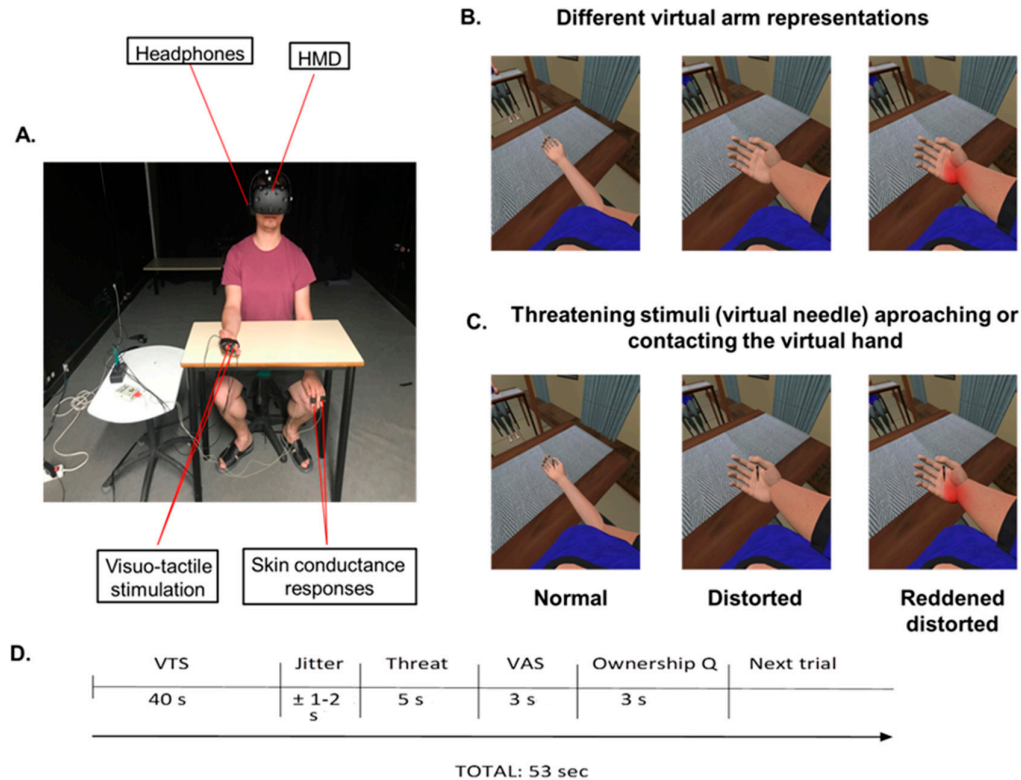 Headphones
HMD
A.
Visuo-tactile
stimulation
Skin conductance
responses
B.
Different virtual arm representations
C.
Threatening stimuli (virtual needle) aproaching or
contacting the virtual hand
Normal
Distorted
Reddened
distorted
D.
VTS Jitter Threat VAS Ownership Q Next trial
40 s ± 1-2 5 s 3 s 3 s
s
TOTAL: 53 sec